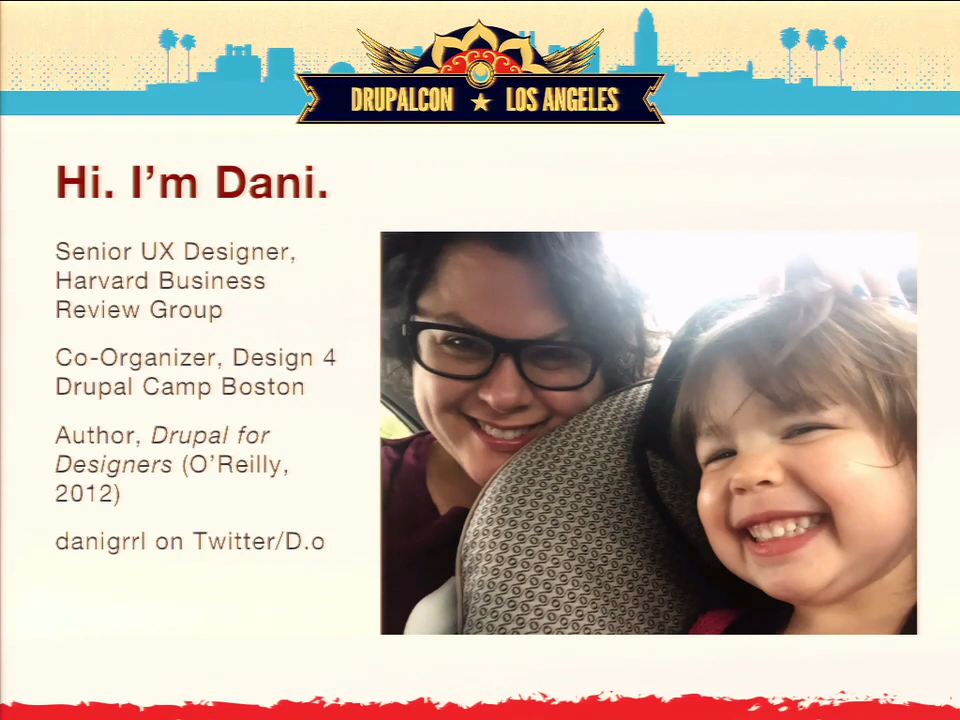 DRUPALCON ★ LOS ANGELES
Hi. I’m Dani.
Senior UX Designer,
Harvard Business
Review Group
Co-Organizer, Design 4
Drupal Camp Boston
Author, Drupal for
Designers (O’Reilly,
2012)
danigrrl on Twitter/D.o